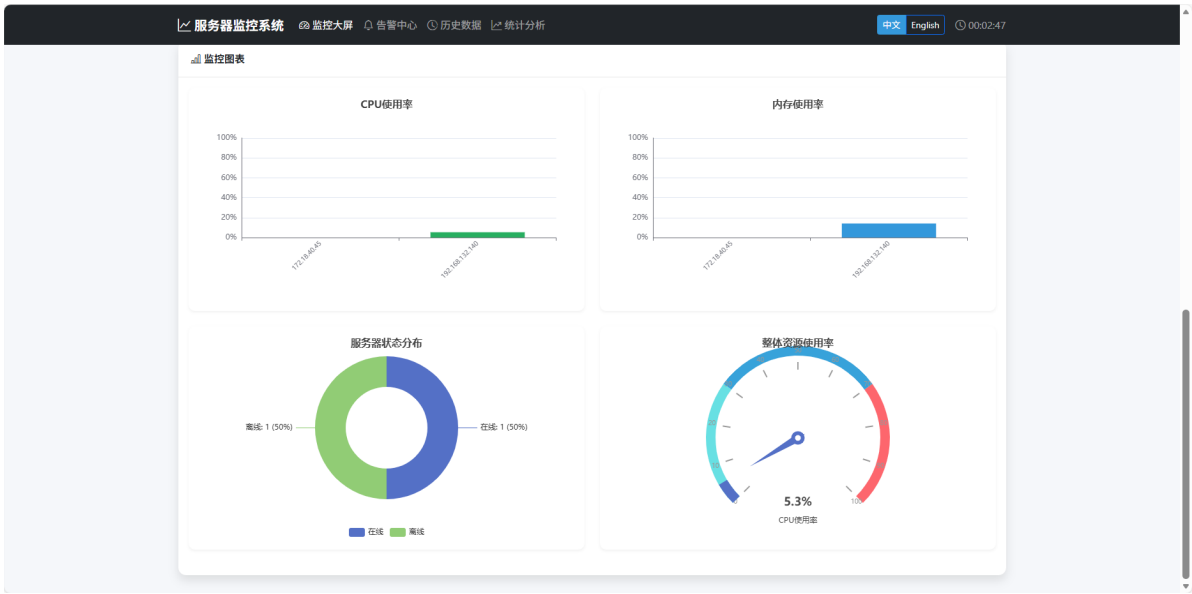 服务器监控系统 监控大屏 告警中心 历史数据 统计分析 中文 English 00:02:47
监控图表
CPU使用率
100%
80%
60%
40%
20%
0%
172.18.40.45
192.168.132.140
内存使用率
100%
80%
60%
40%
20%
0%
172.18.40.45
192.168.132.140
服务器状态分布
离线: 1 (50%)
在线: 1 (50%)
在线 离线
整体资源使用率
0
100
5.3%
CPU使用率